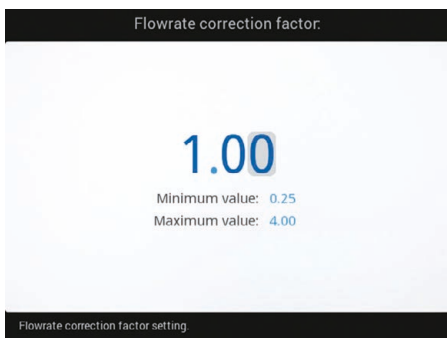 Flowrate correction factor:
1.00
Minimum value: 0.25
Maximum value: 4.00
Flowrate correction factor setting.